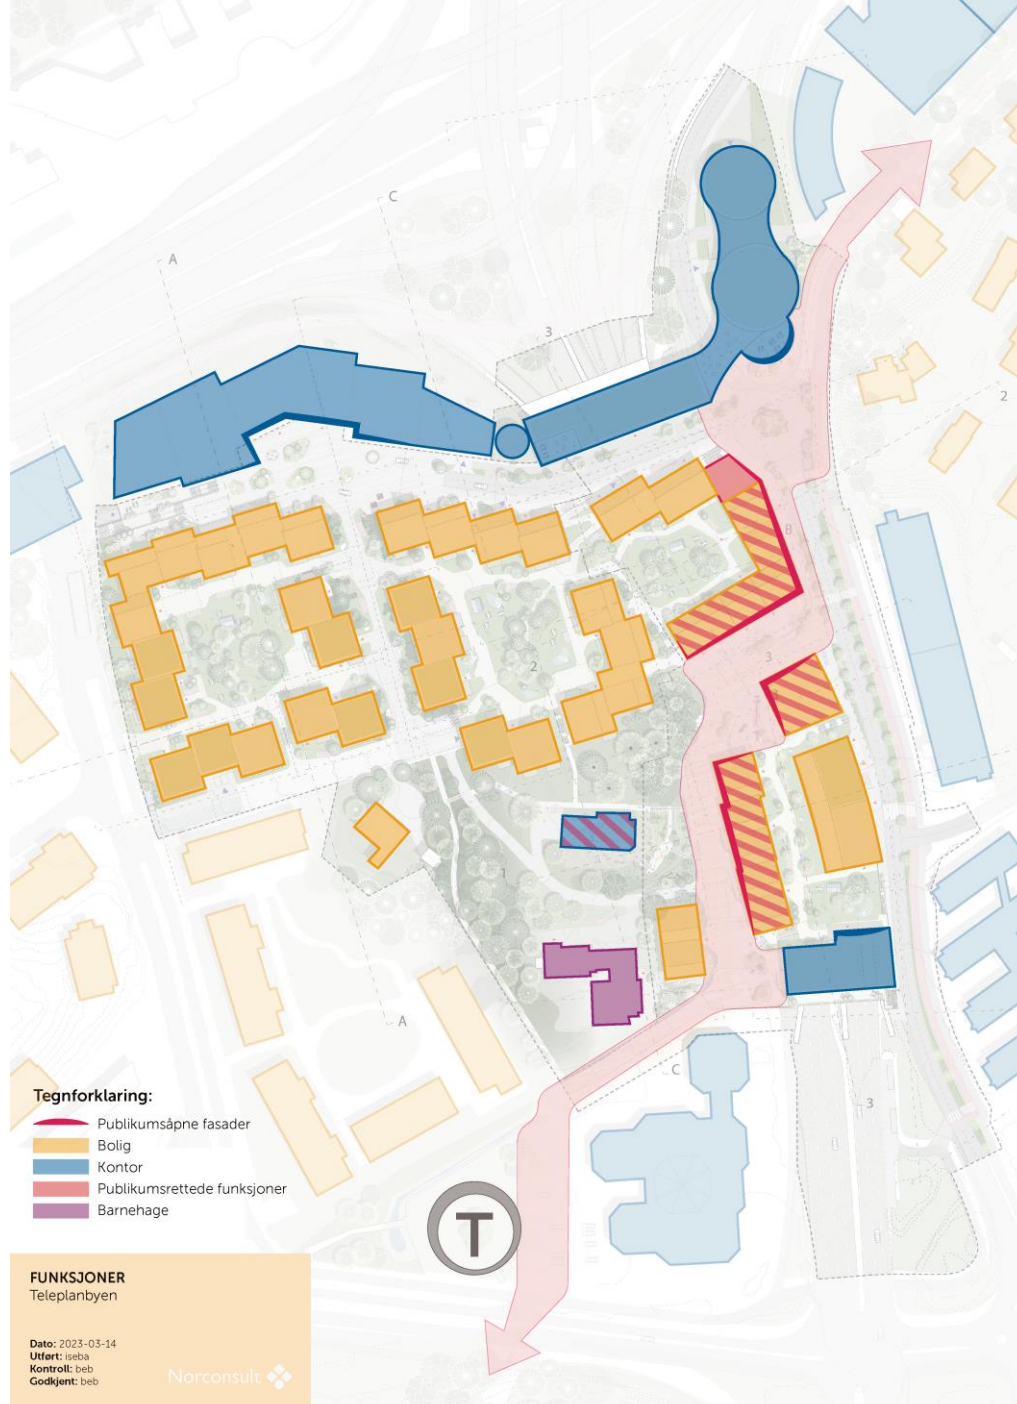 C
A
3
2
B
3
2
1
A
C
3
T
Tegnforklaring:
Publikumsåpne fasader
Bolig
Kontor
Publikumsrettede funksjoner
Barnehage
FUNKSJONER
Teleplanbyen
Dato: 2023-03-14
Utført: iseba
Kontroll: beb
Godkjent: beb
Norconsult